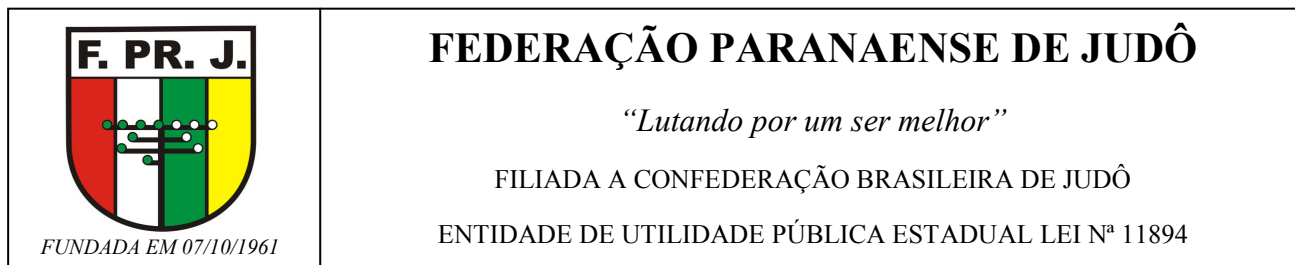 F. PR. J.
FUNDADA EM 07/10/1961
FEDERAÇÃO PARANAENSE DE JUDÔ
“Lutando por um ser melhor”
FILIADA A CONFEDERAÇÃO BRASILEIRA DE JUDÔ
ENTIDADE DE UTILIDADE PÚBLICA ESTADUAL LEI Nª 11894